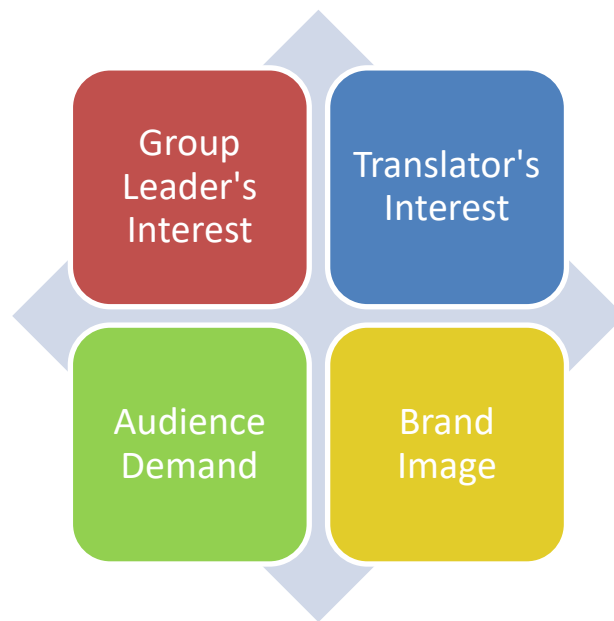 Group
Leader's
Interest
Translator's
Interest
Audience
Demand
Brand
Image